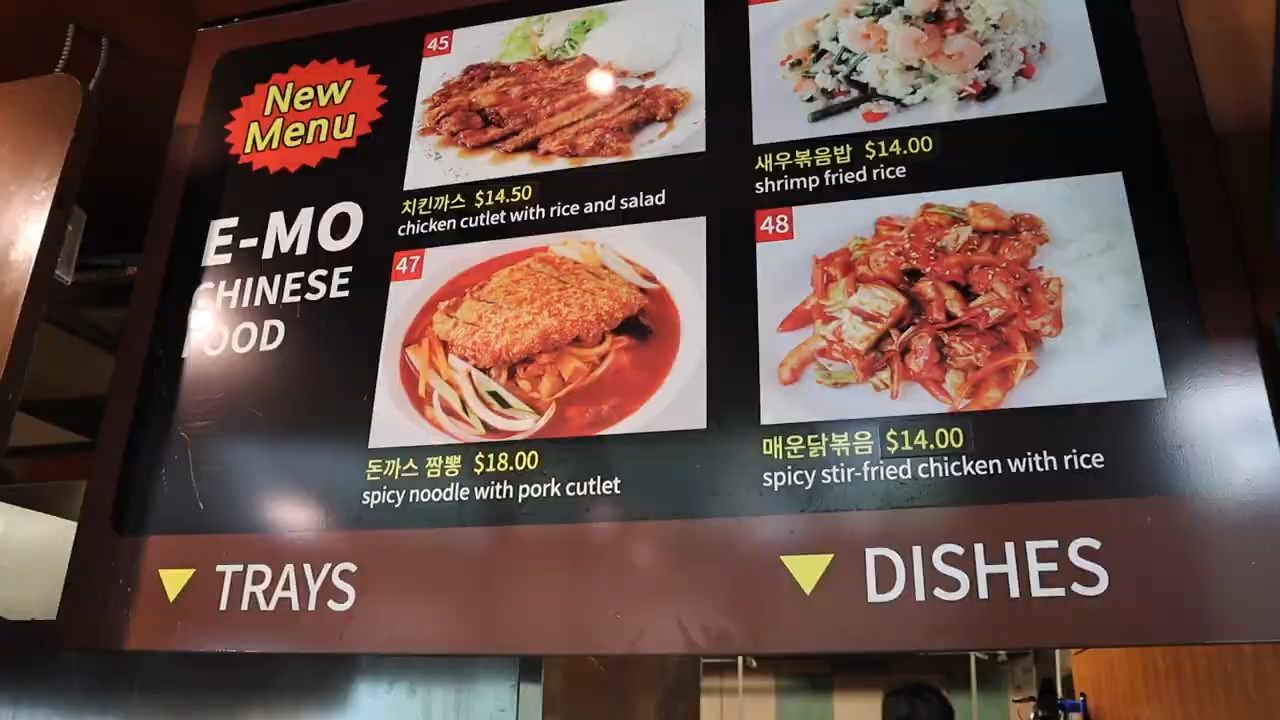 New
Menu
E-MO
CHINESE
FOOD
45
치킨까스 $14.50
chicken cutlet with rice and salad
새우볶음밥 $14.00
shrimp fried rice
47
돈까스 짬뽕 $18.00
spicy noodle with pork cutlet
48
매운닭볶음 $14.00
spicy stir-fried chicken with rice
TRAYS
DISHES